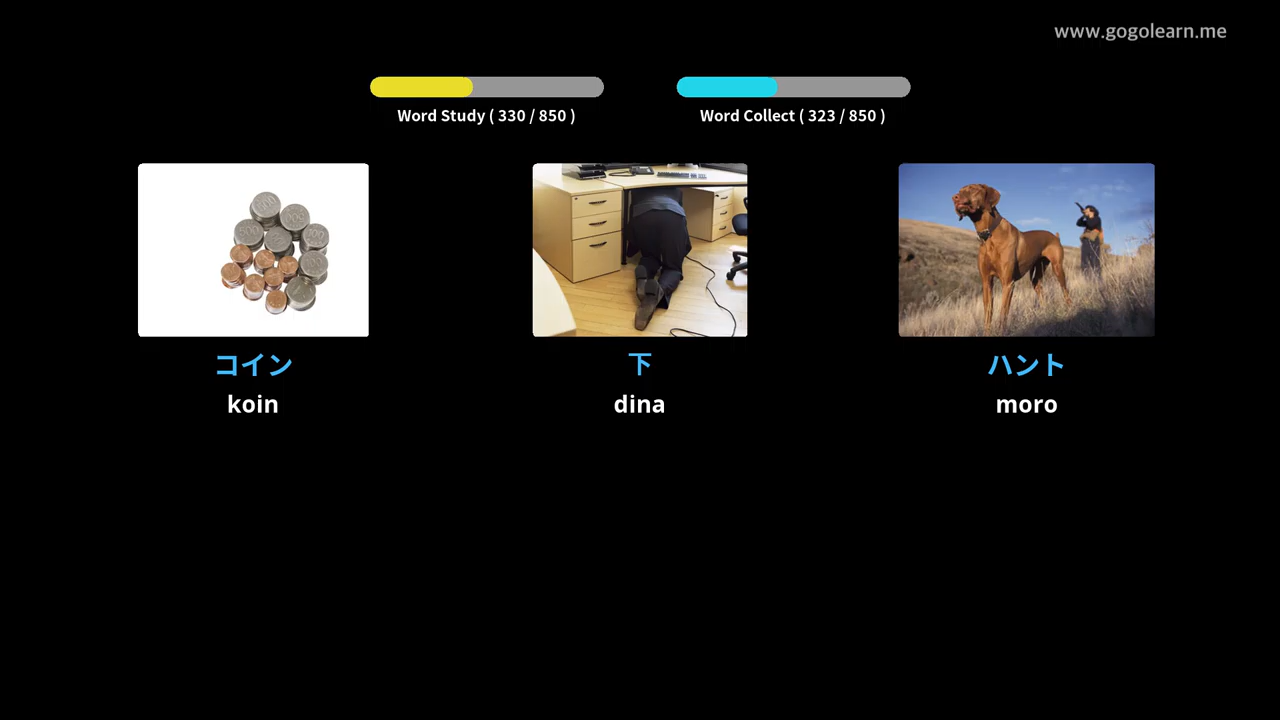 www.gogolearn.me
Word Study ( 330 / 850 )
Word Collect ( 323 / 850 )
コイン
下
ハント
koin
dina
moro